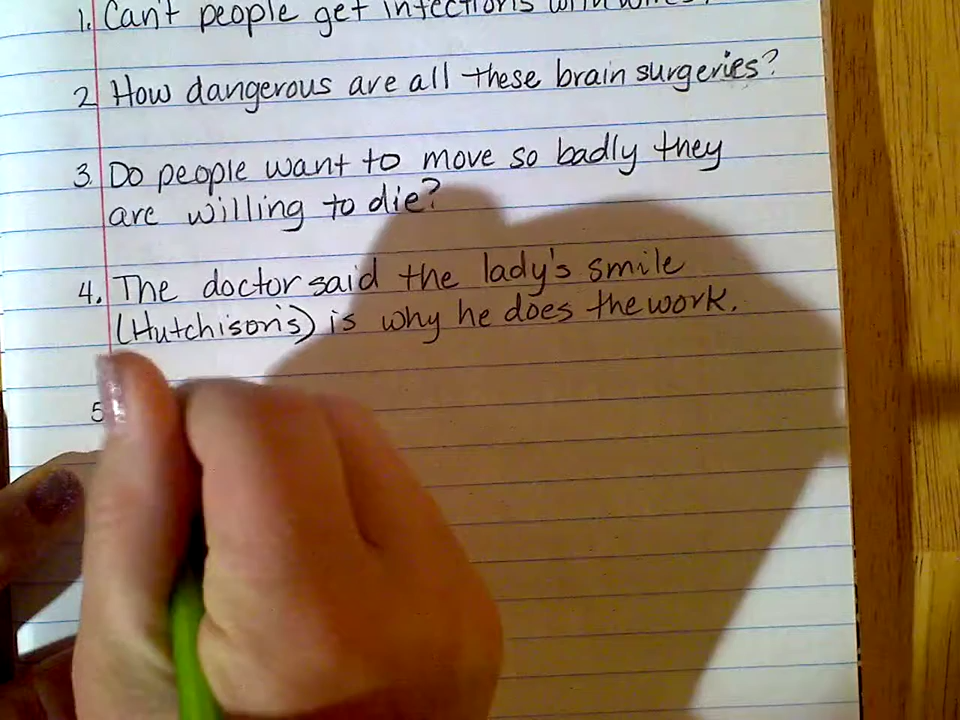 1. Can't people get infections with wires?
2 How dangerous are all these brain surgeries?
3. Do people want to move so badly they
are willing to die?
4. The doctor said the lady's smile
(Hutchison's) is why he does the work.
5